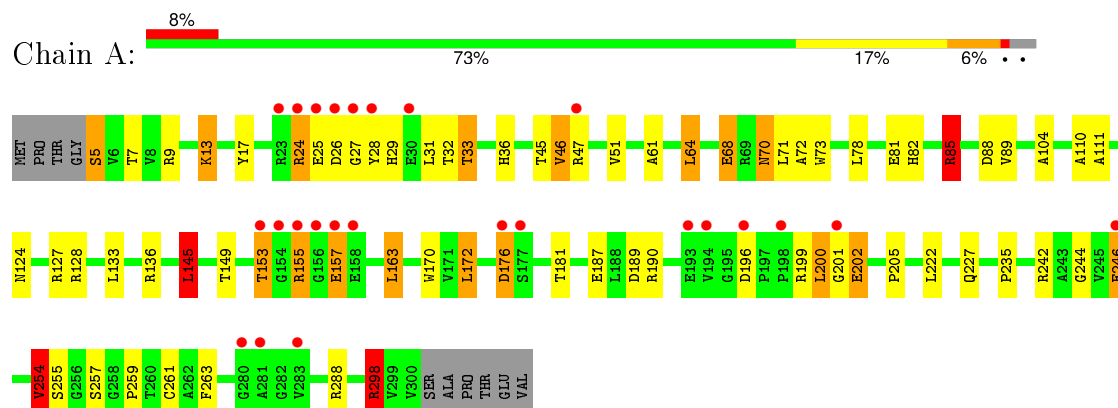 8%
Chain A:
73% 17% 6% • •
MET PRO THR GLY S5 V6 T7 V8 R9 K13 Y17 R23 R24 E25 D26 G27 Y28 H29 E30 L31 T32 T33 H36 T45 V46 R47 V51 A61 L64 E68 R69 N70 L71 A72 W73 L78 E81 H82 R85 D88 V89 A104 A110 A111
N124 R127 R128 L133 R136 L145 T149 T153 G154 R155 G156 E157 E158 L163 W170 V171 L172 D176 S177 T181 E187 L188 D189 R190 E193 V194 G195 D196 P197 P198 R199 L200 G201 E202 P205 L222 Q227 P235 R242 A243 G244 V245
V254 S255 G256 S257 G258 P259 T260 C261 A262 F263 G280 A281 G282 V283 R288 R298 V299 V300 SER ALA PRO THR GLU VAL